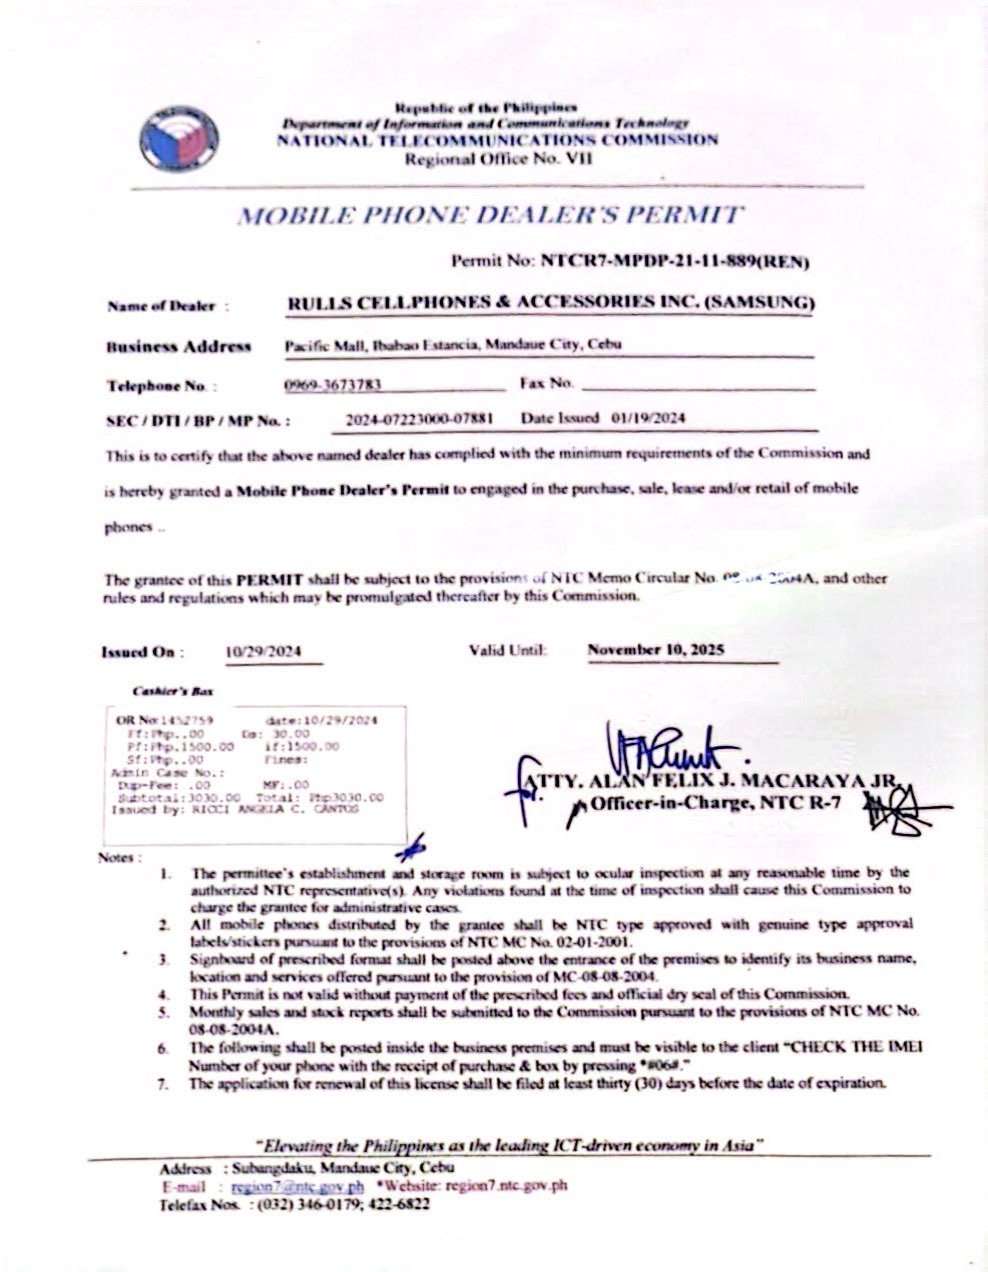 Republic of the Philippines
Department of Information and Communications Technology
NATIONAL TELECOMMUNICATIONS COMMISSION
Regional Office No. VII
MOBILE PHONE DEALER'S PERMIT
Permit No: NTCR7-MPDP-21-11-889(REN)
Name of Dealer : RULLS CELLPHONES & ACCESSORIES INC. (SAMSUNG)
Business Address Pacific Mall, Ibabao Estancia, Mandaue City, Cebu
Telephone No. : 0969-3673783 Fax No.
SEC / DTI / BP / MP No. : 2024-07223000-07881 Date Issued 01/19/2024
This is to certify that the above named dealer has complied with the minimum requirements of the Commission and
is hereby granted a Mobile Phone Dealer's Permit to engaged in the purchase, sale, lease and/or retail of mobile
phones ..
The grantee of this PERMIT shall be subject to the provisions of NTC Memo Circular No. A, and other
rules and regulations which may be promulgated thereafter by this Commission.
Issued On : 10/29/2024 Valid Until: November 10, 2025
Cashier's Box
OR No:1452759 date:10/29/2024
Ff:Php..00 Ds: 30.00
Pf:Php.1500.00 if:1500.00
Sf:Php..00 Fines:
Admin Case No.:
Dup-Fee: .00 MF:.00
Subtotal:3030.00 Total: Php3030.00
Issued by: RICCI ANGELA C. CANTOS
for:
ATTY. ALAN FELIX J. MACARAYA JR.
Officer-in-Charge, NTC R-7
Notes :
1. The permittee's establishment and storage room is subject to ocular inspection at any reasonable time by the
authorized NTC representative(s). Any violations found at the time of inspection shall cause this Commission to
charge the grantee for administrative cases.
2. All mobile phones distributed by the grantee shall be NTC type approved with genuine type approval
labels/stickers pursuant to the provisions of NTC MC No. 02-01-2001.
3. Signboard of prescribed format shall be posted above the entrance of the premises to identify its business name,
location and services offered pursuant to the provision of MC-08-08-2004.
4. This Permit is not valid without payment of the prescribed fees and official dry seal of this Commission.
5. Monthly sales and stock reports shall be submitted to the Commission pursuant to the provisions of NTC MC No.
08-08-2004A.
6. The following shall be posted inside the business premises and must be visible to the client "CHECK THE IMEI
Number of your phone with the receipt of purchase & box by pressing *#06#."
7. The application for renewal of this license shall be filed at least thirty (30) days before the date of expiration.
"Elevating the Philippines as the leading ICT-driven economy in Asia"
Address : Subangdaku, Mandaue City, Cebu
E-mail : region7@ntc.gov.ph *Website: region7.ntc.gov.ph
Telefax Nos. : (032) 346-0179; 422-6822